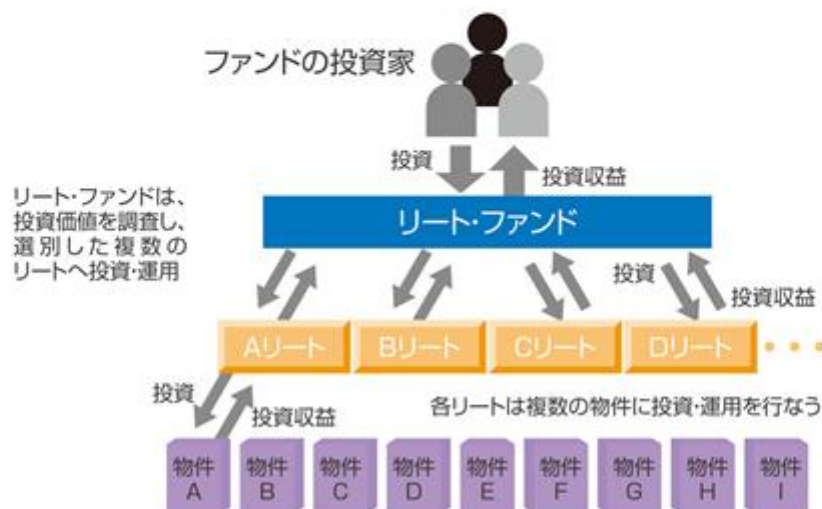 ファンドの投資家
投資
投資収益
リート・ファンドは、
投資価値を調査し、
選別した複数の
リートへ投資・運用
リート・ファンド
投資
投資収益
Aリート
Bリート
Cリート
Dリート
投資
投資収益
各リートは複数の物件に投資・運用を行なう
物件
A
物件
B
物件
C
物件
D
物件
E
物件
F
物件
G
物件
H
物件
I